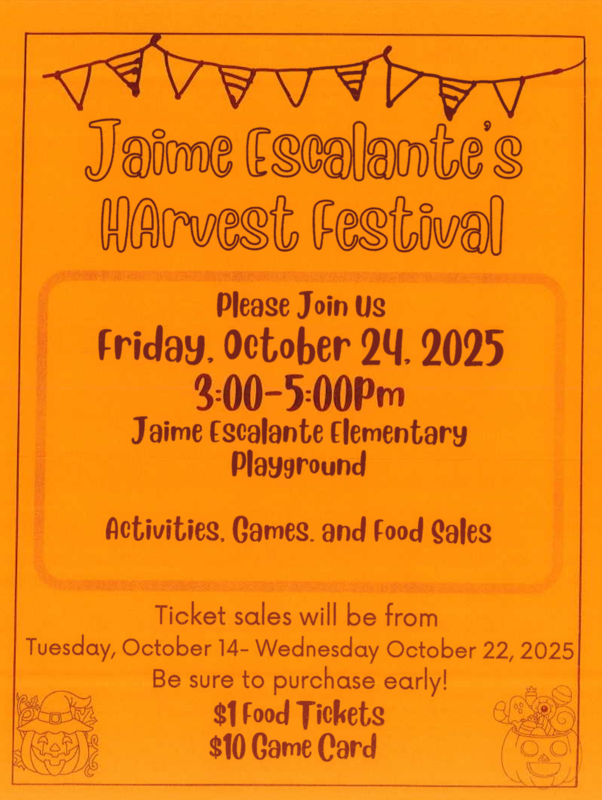 Jaime Escalante's
HArvest Festival
Please Join Us
Friday, October 24, 2025
3:00-5:00Pm
Jaime Escalante Elementary
Playground
Activities, Games, and Food Sales
Ticket sales will be from
Tuesday, October 14- Wednesday October 22, 2025
Be sure to purchase early!
$1 Food Tickets
$10 Game Card